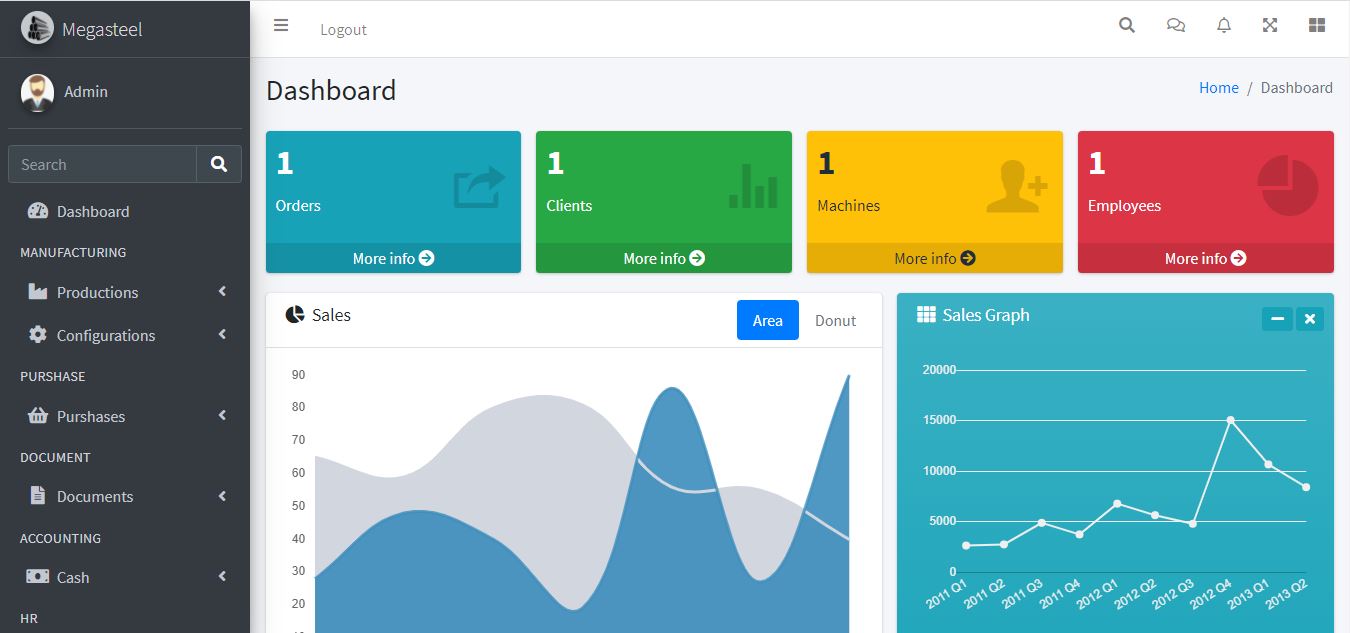 Megasteel
Logout
Admin
Dashboard
Home / Dashboard
Search
Dashboard
MANUFACTURING
Productions
Configurations
PURSHASE
Purshases
DOCUMENT
Documents
ACCOUNTING
Cash
HR
1
Orders
More info
1
Clients
More info
1
Machines
More info
1
Employees
More info
Sales
Area Donut
90
80
70
60
50
40
30
20
Sales Graph
20000
15000
10000
5000
0
2011 Q1 2011 Q2 2011 Q3 2011 Q4 2012 Q1 2012 Q2 2012 Q3 2012 Q4 2013 Q1 2013 Q2